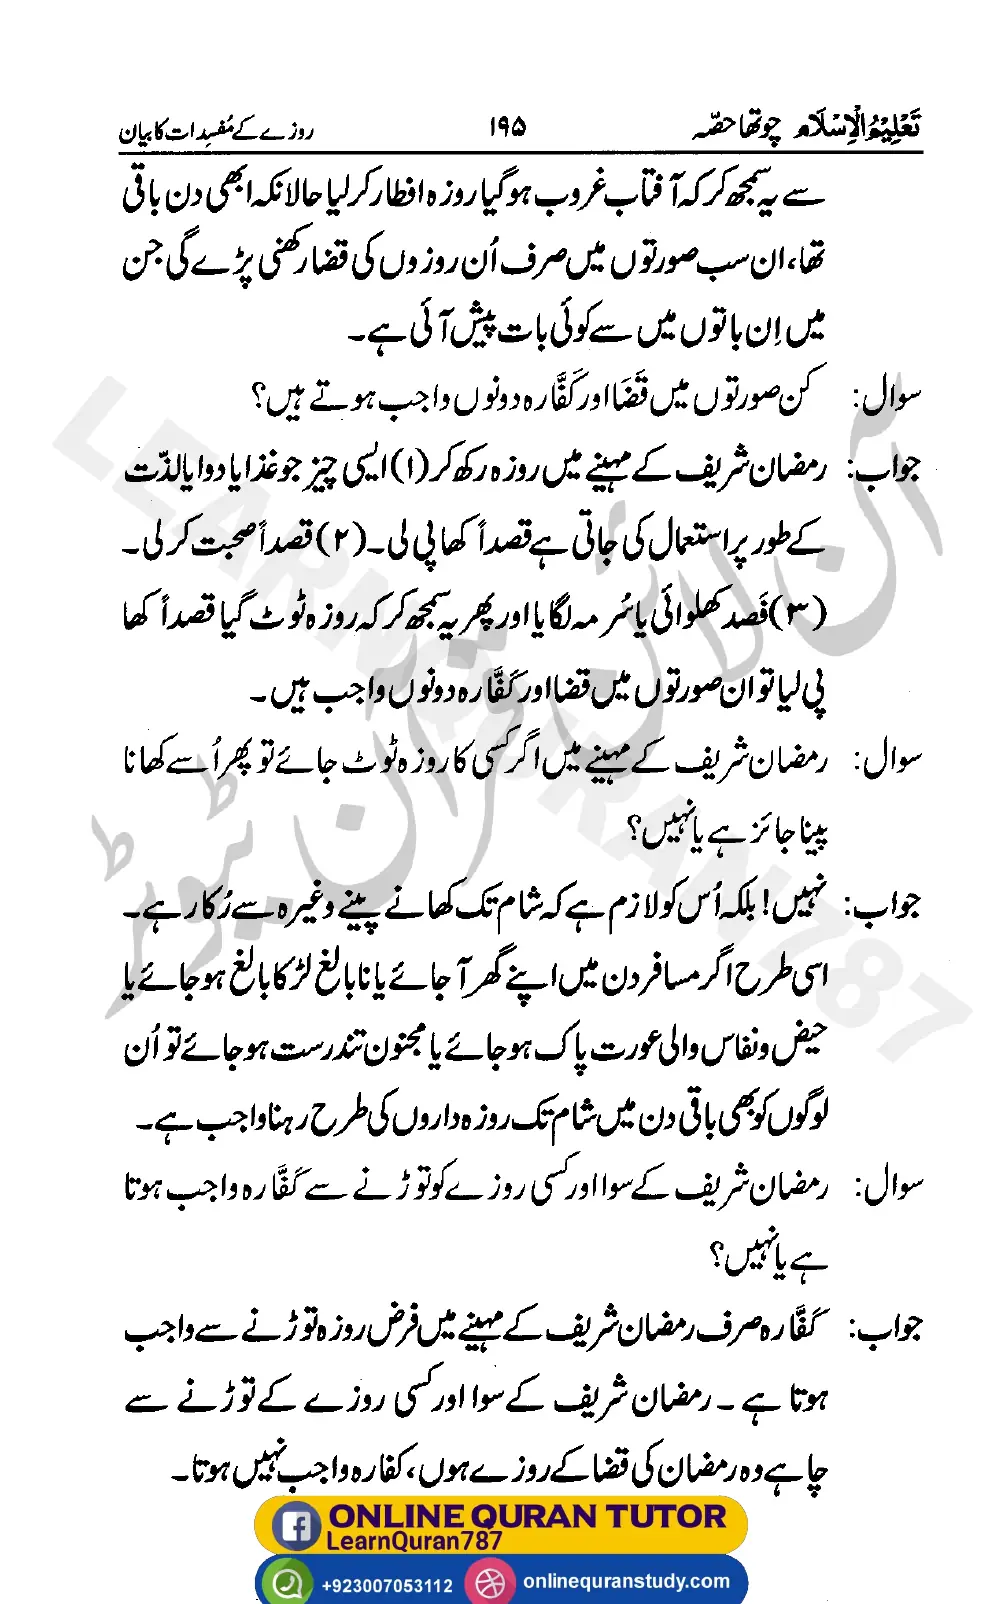 تَعْلِیْمُ الْاِسْلَام چوتھا حصّہ ۱۹۵ روزے کے مُفسِدات کا بیان
سے یہ سمجھ کر کہ آفتاب غروب ہو گیا روزہ افطار کر لیا حالانکہ ابھی دن باقی
تھا، ان سب صورتوں میں صرف اُن روزوں کی قضا رکھنی پڑے گی جن
میں اِن باتوں میں سے کوئی بات پیش آئی ہے۔
سوال: کن صورتوں میں قَضَا اور کَفَّارہ دونوں واجب ہوتے ہیں؟
جواب: رمضان شریف کے مہینے میں روزہ رکھ کر (۱) ایسی چیز جو غذا یا دوا یا لذّت
کے طور پر استعمال کی جاتی ہے قصداً کھا پی لی۔ (۲) قصداً صحبت کر لی۔
(۳) فَصد کھلوائی یا سُرمہ لگایا اور پھر یہ سمجھ کر کہ روزہ ٹوٹ گیا قصداً کھا
پی لیا تو ان صورتوں میں قضا اور کَفَّارہ دونوں واجب ہیں۔
سوال: رمضان شریف کے مہینے میں اگر کسی کا روزہ ٹوٹ جائے تو پھر اُسے کھانا
پینا جائز ہے یا نہیں؟
جواب: نہیں! بلکہ اُس کو لازم ہے کہ شام تک کھانے پینے وغیرہ سے رُکا رہے۔
اسی طرح اگر مسافر دن میں اپنے گھر آ جائے یا نابالغ لڑکا بالغ ہو جائے یا
حیض و نفاس والی عورت پاک ہو جائے یا مجنون تندرست ہو جائے تو اُن
لوگوں کو بھی باقی دن میں شام تک روزہ داروں کی طرح رہنا واجب ہے۔
سوال: رمضان شریف کے سوا اور کسی روزے کو توڑنے سے کَفَّارہ واجب ہوتا
ہے یا نہیں؟
جواب: کَفَّارہ صرف رمضان شریف کے مہینے میں فرض روزہ توڑنے سے واجب
ہوتا ہے۔ رمضان شریف کے سوا اور کسی روزے کے توڑنے سے
چاہے وہ رمضان کی قضا کے روزے ہوں، کفارہ واجب نہیں ہوتا۔
LEARNQURAN787
آن لائن قرآن ٹیوٹر
ONLINE QURAN TUTOR
LearnQuran787
+923007053112 onlinequranstudy.com